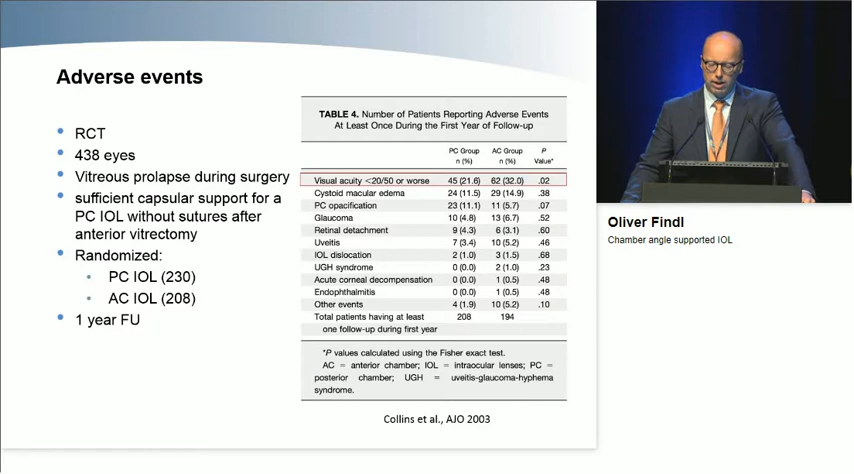 Adverse events
RCT
438 eyes
Vitreous prolapse during surgery
sufficient capsular support for a
PC IOL without sutures after
anterior vitrectomy
Randomized:
PC IOL (230)
AC IOL (208)
1 year FU
TABLE 4. Number of Patients Reporting Adverse Events
At Least Once During the First Year of Follow-up
PC Group AC Group P
n (%) n (%) Value*
Visual acuity <20/50 or worse 45 (21.6) 62 (32.0) .02
Cystoid macular edema 24 (11.5) 29 (14.9) .38
PC opacification 23 (11.1) 11 (5.7) .07
Glaucoma 10 (4.8) 13 (6.7) .52
Retinal detachment 9 (4.3) 6 (3.1) .60
Uveitis 7 (3.4) 10 (5.2) .46
IOL dislocation 2 (1.0) 3 (1.5) .68
UGH syndrome 0 (0.0) 2 (1.0) .23
Acute corneal decompensation 0 (0.0) 1 (0.5) .48
Endophthalmitis 0 (0.0) 1 (0.5) .48
Other events 4 (1.9) 10 (5.2) .10
Total patients having at least 208 194
one follow-up during first year
*P values calculated using the Fisher exact test.
AC = anterior chamber; IOL = intraocular lenses; PC =
posterior chamber; UGH = uveitis-glaucoma-hyphema
syndrome.
Collins et al., AJO 2003
Oliver Findl
Chamber angle supported IOL